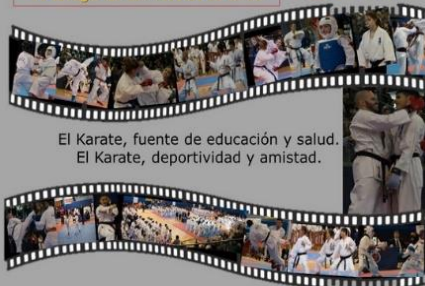 El Karate, fuente de educación y salud.
El Karate, deportividad y amistad.